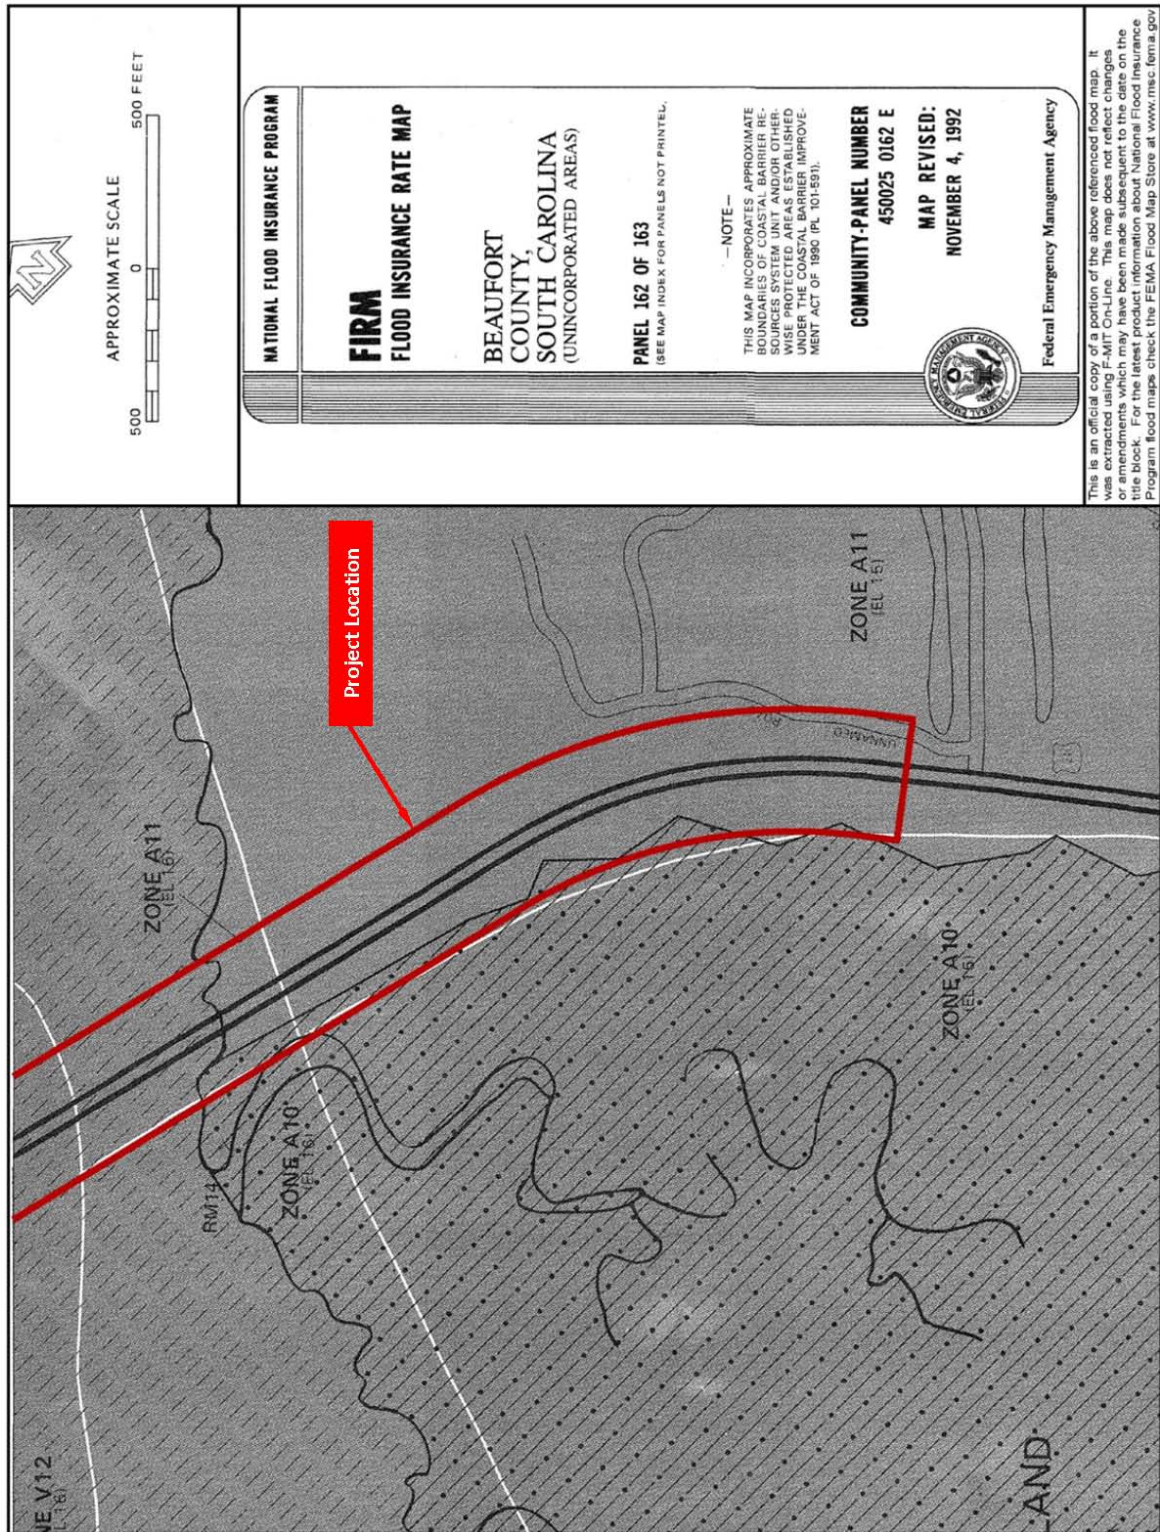 APPROXIMATE SCALE
500 0 500 FEET
NATIONAL FLOOD INSURANCE PROGRAM
FIRM
FLOOD INSURANCE RATE MAP
BEAUFORT
COUNTY,
SOUTH CAROLINA
(UNINCORPORATED AREAS)
PANEL 162 OF 163
(SEE MAP INDEX FOR PANELS NOT PRINTED,
—NOTE—
THIS MAP INCORPORATES APPROXIMATE
BOUNDARIES OF COASTAL BARRIER RE-
SOURCES SYSTEM UNIT AND/OR OTHER-
WISE PROTECTED AREAS ESTABLISHED
UNDER THE COASTAL BARRIER IMPROVE-
MENT ACT OF 1990 (PL 101-591).
COMMUNITY-PANEL NUMBER
450025 0162 E
MAP REVISED:
NOVEMBER 4, 1992
FEDERAL EMERGENCY MANAGEMENT AGENCY
Federal Emergency Management Agency
This is an official copy of a portion of the above referenced flood map. It
was extracted using F-MIT On-Line. This map does not reflect changes
or amendments which may have been made subsequent to the date on the
title block. For the latest product information about National Flood Insurance
Program flood maps check the FEMA Flood Map Store at www.msc.fema.gov
N
Project Location
ZONE A11
(EL 16)
ZONE A11
(EL 15)
UNNAMED
RM14
ZONE A10
(EL 16)
ZONE A10
(EL 16)
NE V12
L 16)
AND